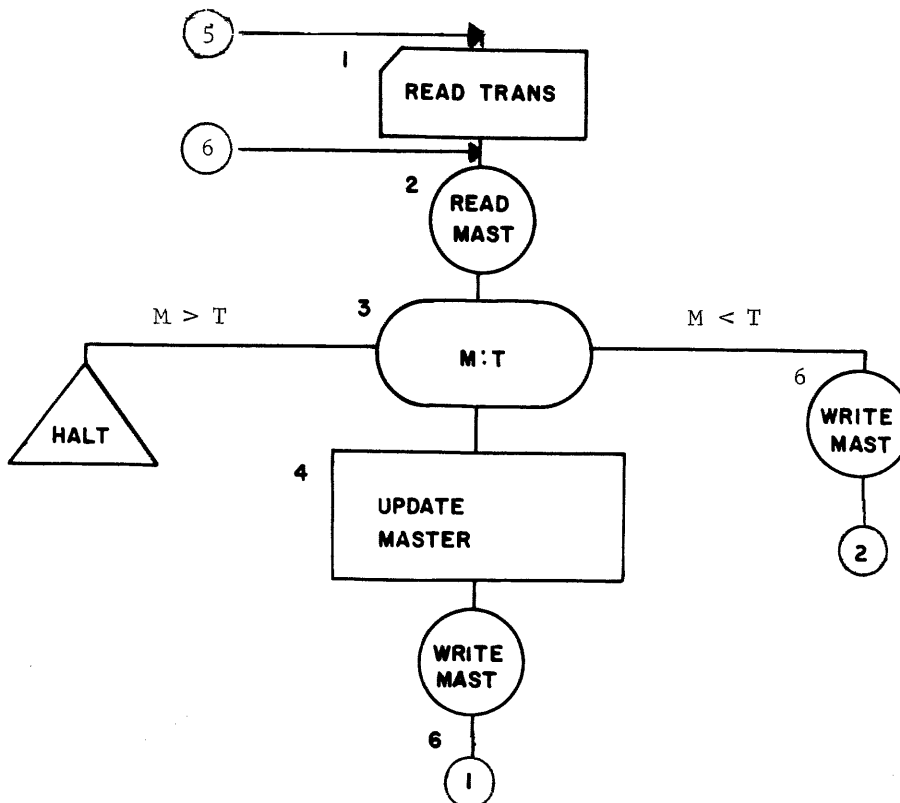 5
1
READ TRANS
6
2
READ
MAST
M > T
3
M:T
M < T
6
HALT
WRITE
MAST
4
UPDATE
MASTER
2
WRITE
MAST
6
1